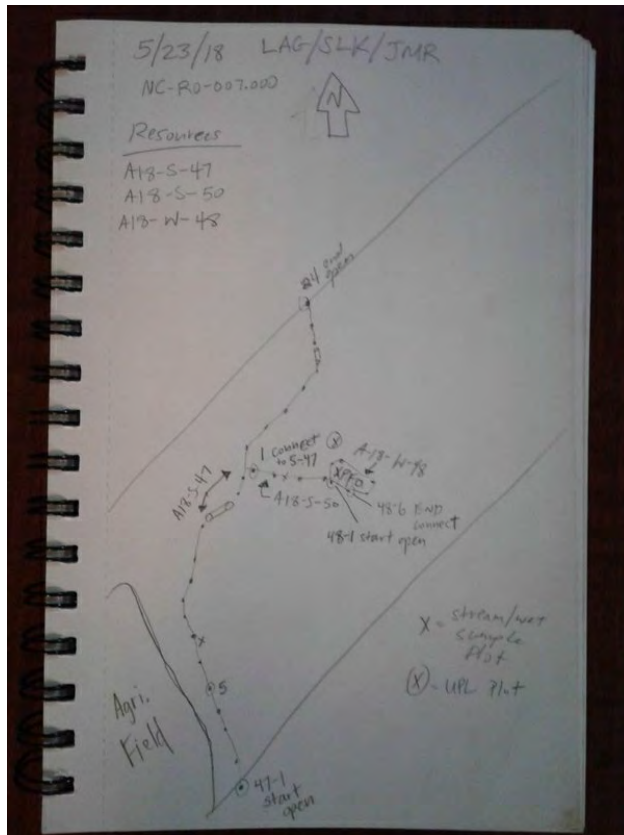 5/23/18 LAG/SLK/JMR
NC-RO-007.000
N
Resources
A18-S-47
A18-S-50
A18-W-48
24 end
open
1 connect
to S-47
X
A-18-W-48
A18-S-47
XPFO
A18-S-50
48-6 END
connect
48-1 start open
X
X = stream/wet
sample
plot
X = UPL Plot
5
Agri.
Field
47-1
start
open